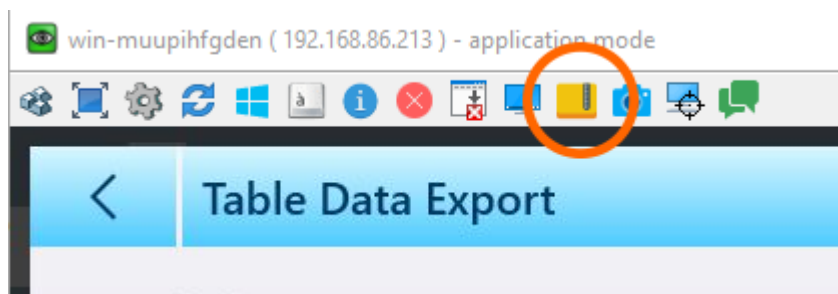 win-muupihfgden ( 192.168.86.213 ) - application mode
à
i
Table Data Export